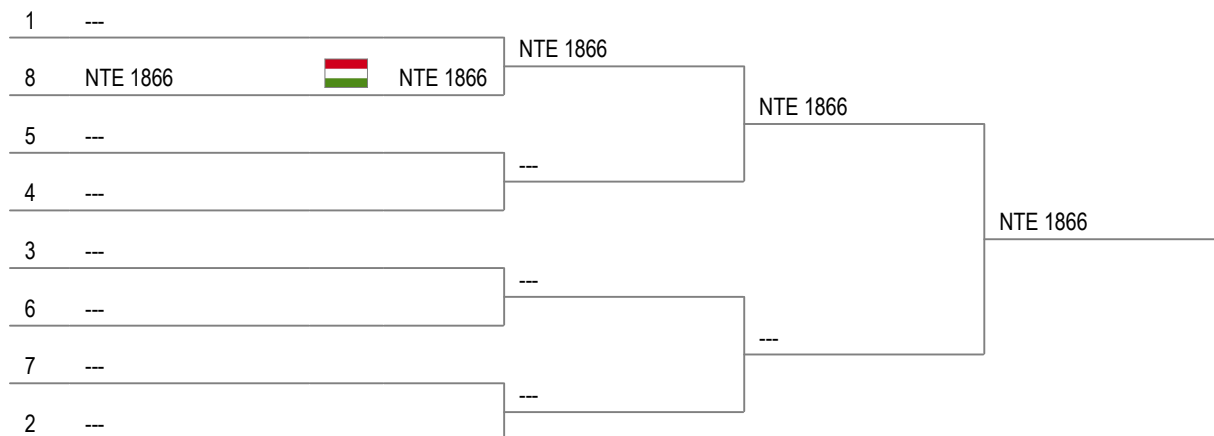 1 ---
NTE 1866
8 NTE 1866 NTE 1866
NTE 1866
5 ---
---
4 ---
NTE 1866
3 ---
---
6 ---
---
7 ---
---
2 ---